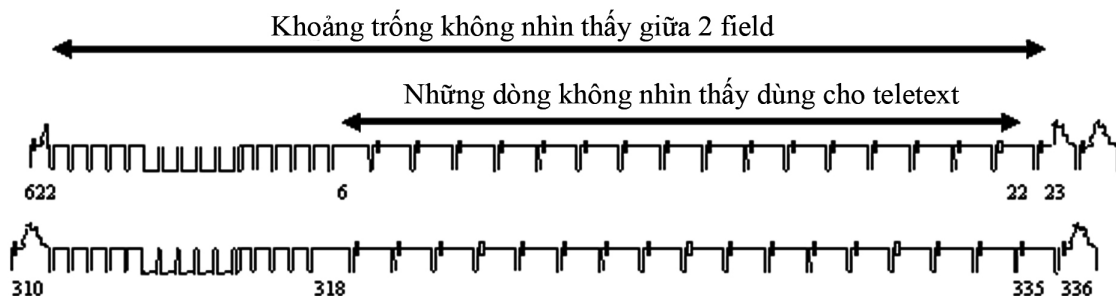 Khoảng trống không nhìn thấy giữa 2 field
Những dòng không nhìn thấy dùng cho teletext
622 6 22 23
310 318 335 336